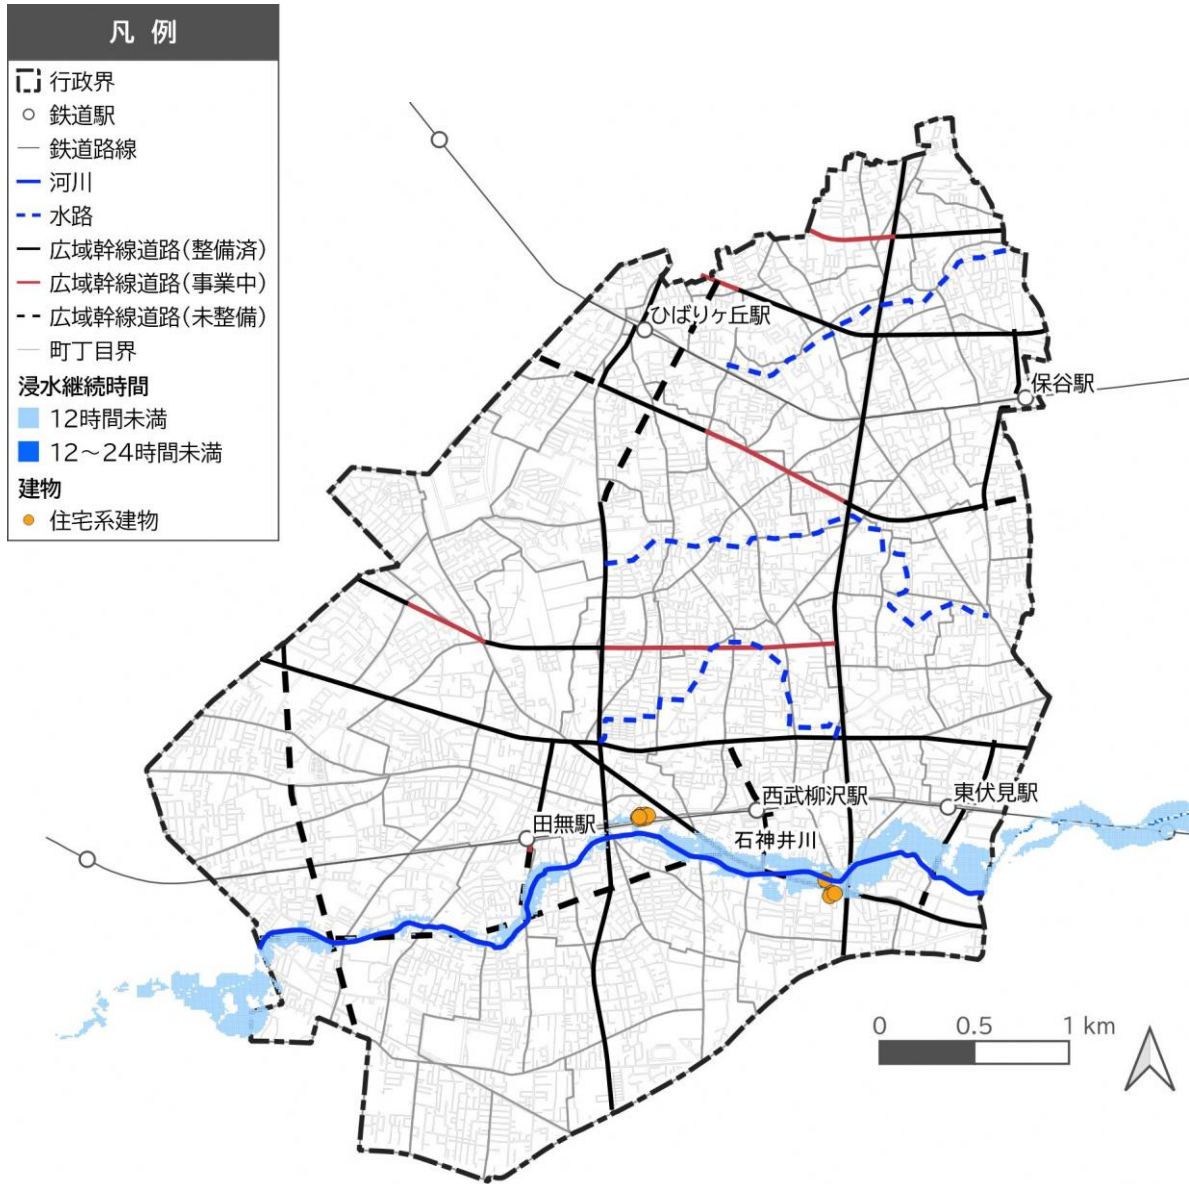 凡 例
行政界
鉄道駅
鉄道路線
河川
水路
広域幹線道路(整備済)
広域幹線道路(事業中)
広域幹線道路(未整備)
町丁目界
浸水継続時間
12時間未満
12～24時間未満
建物
住宅系建物
ひばりヶ丘駅
保谷駅
西武柳沢駅
東伏見駅
田無駅
石神井川
0 0.5 1 km